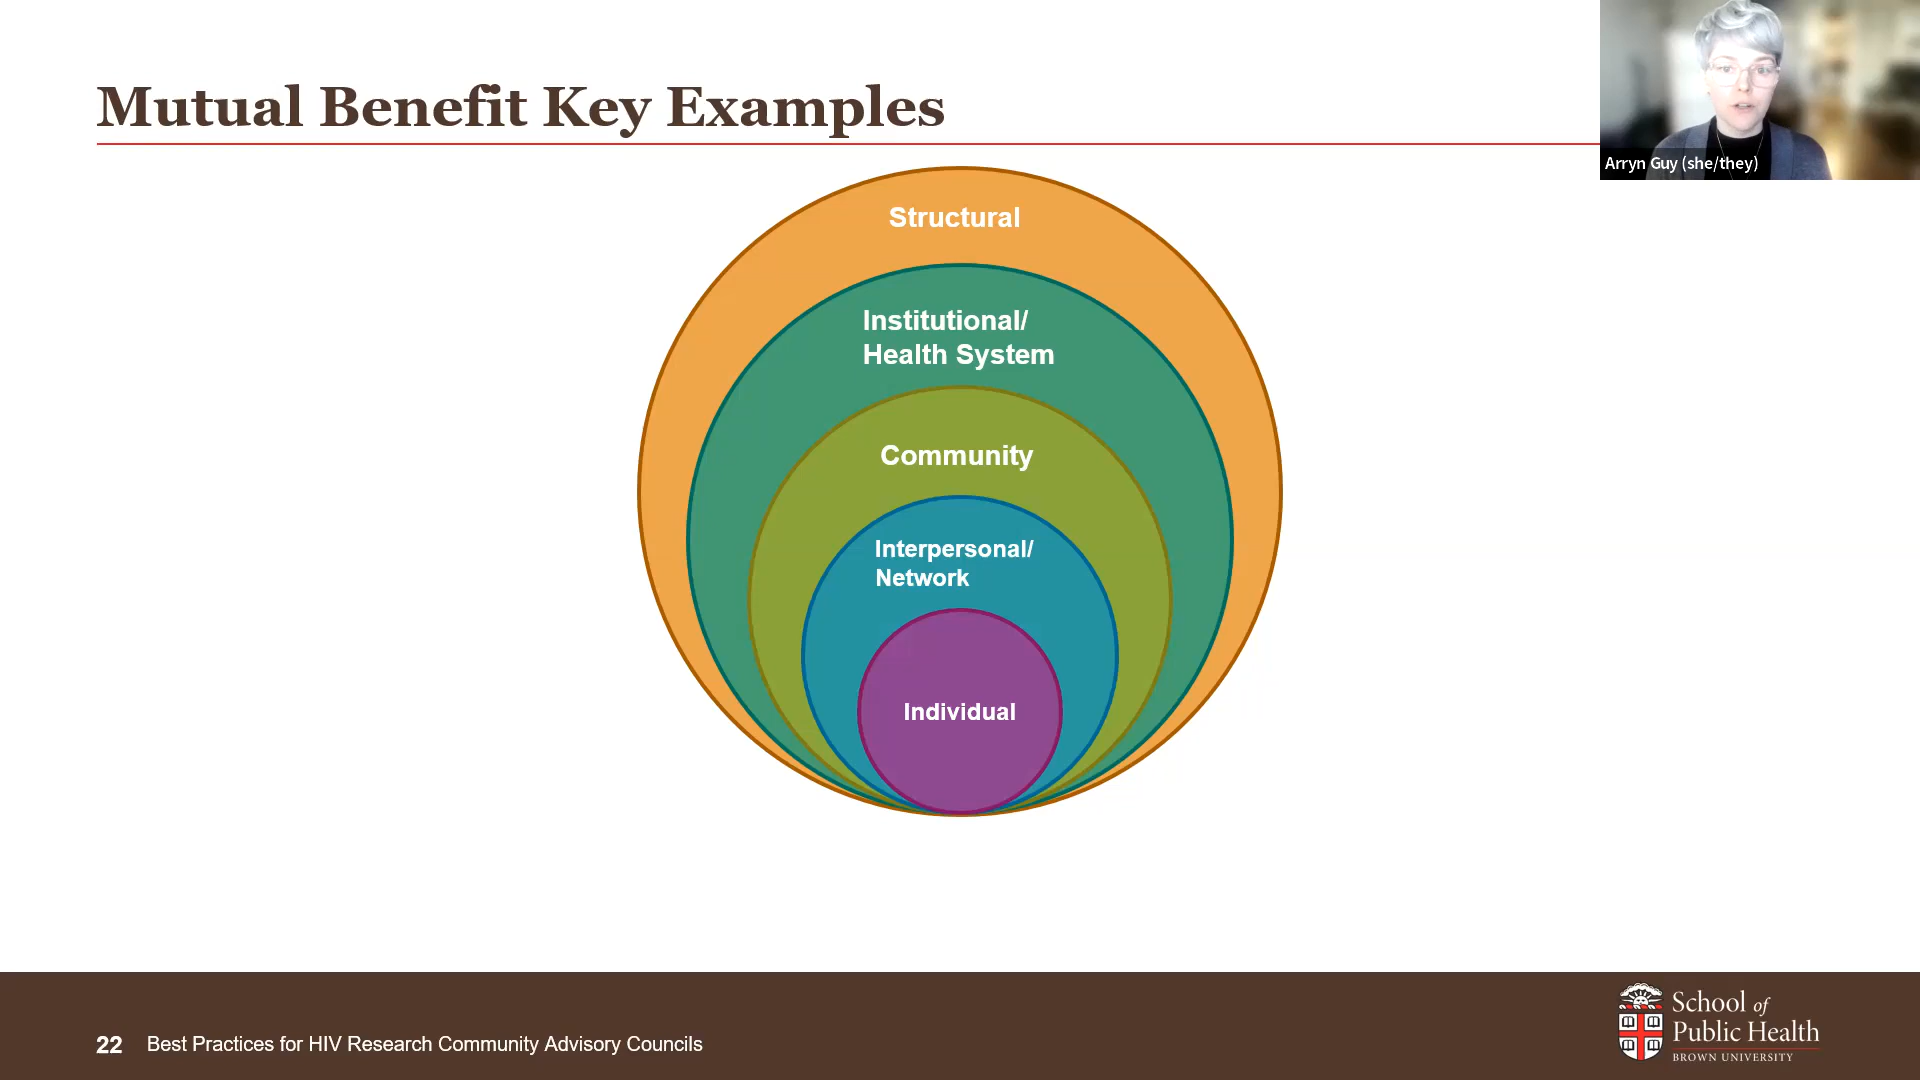 Mutual Benefit Key Examples
Arryn Guy (she/they)
Structural
Institutional/
Health System
Community
Interpersonal/
Network
Individual
22 Best Practices for HIV Research Community Advisory Councils
School of
Public Health
BROWN UNIVERSITY